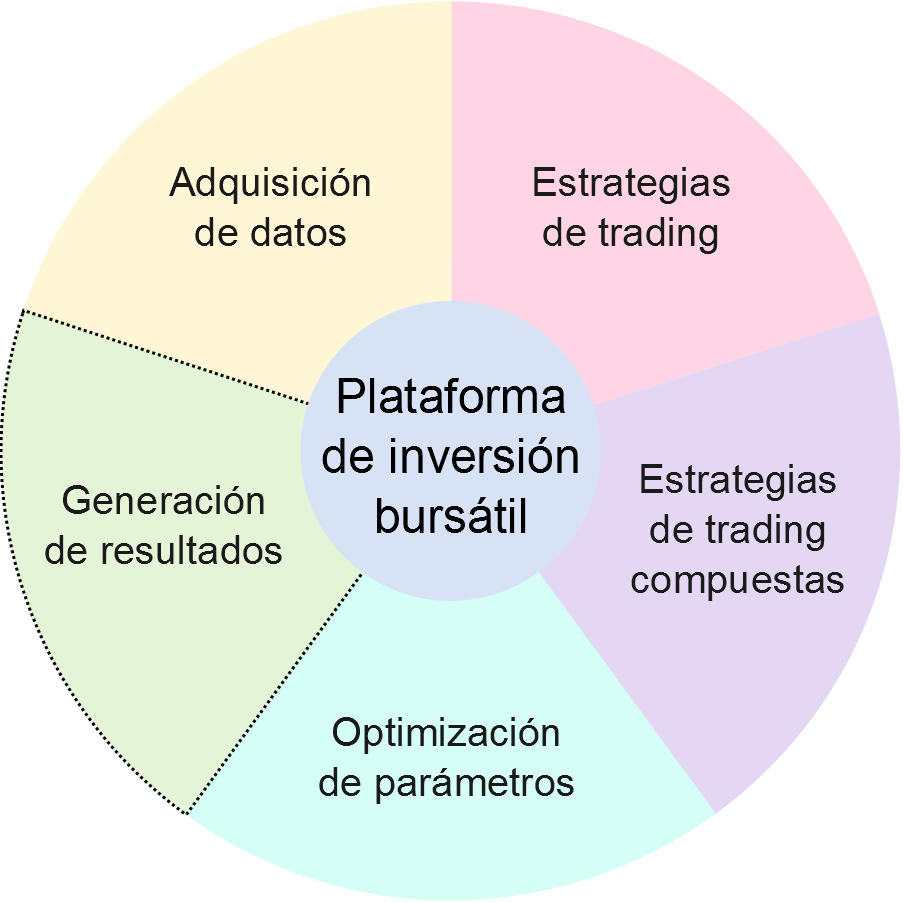 Adquisición
de datos
Estrategias
de trading
Plataforma
de inversión
bursátil
Estrategias
de trading
compuestas
Generación
de resultados
Optimización
de parámetros